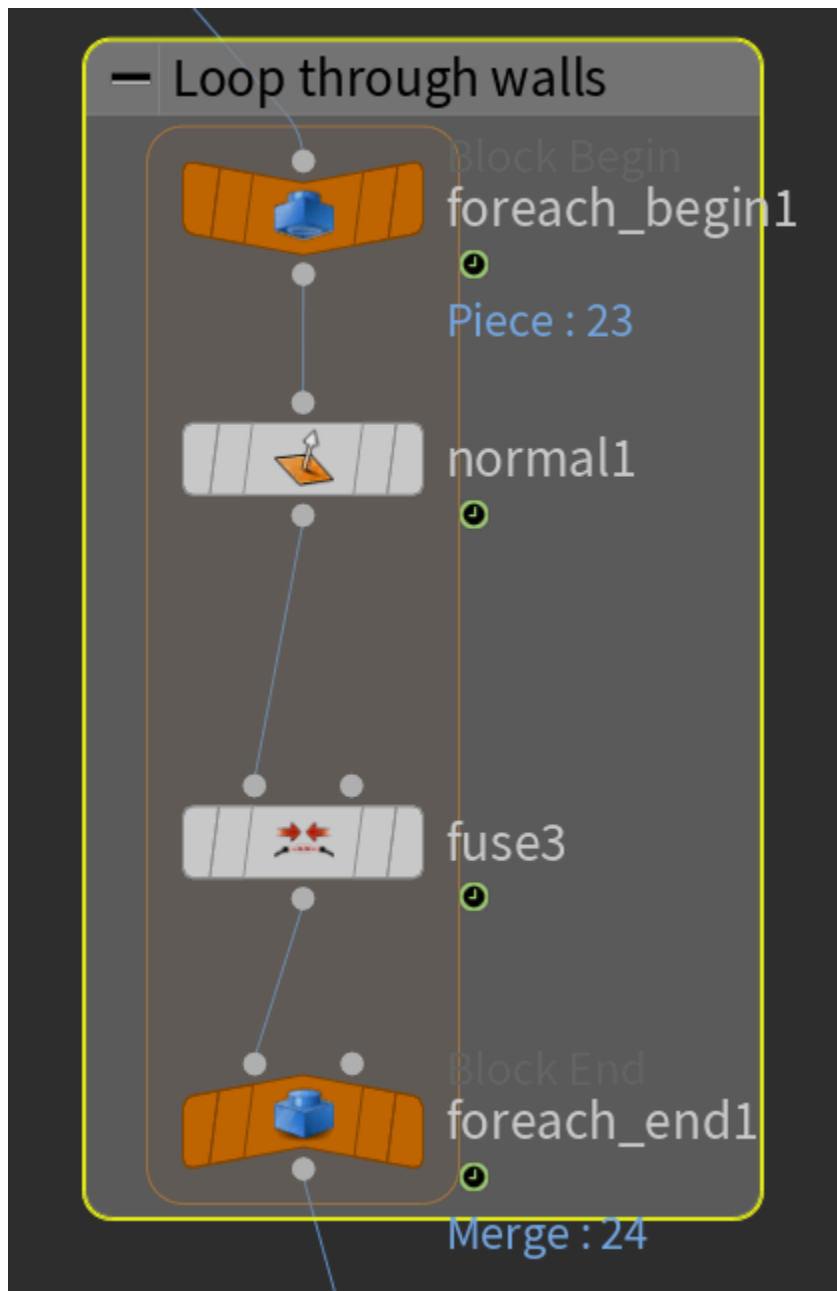 Loop through walls
Block Begin
foreach_begin1
Piece : 23
normal1
fuse3
Block End
foreach_end1
Merge : 24